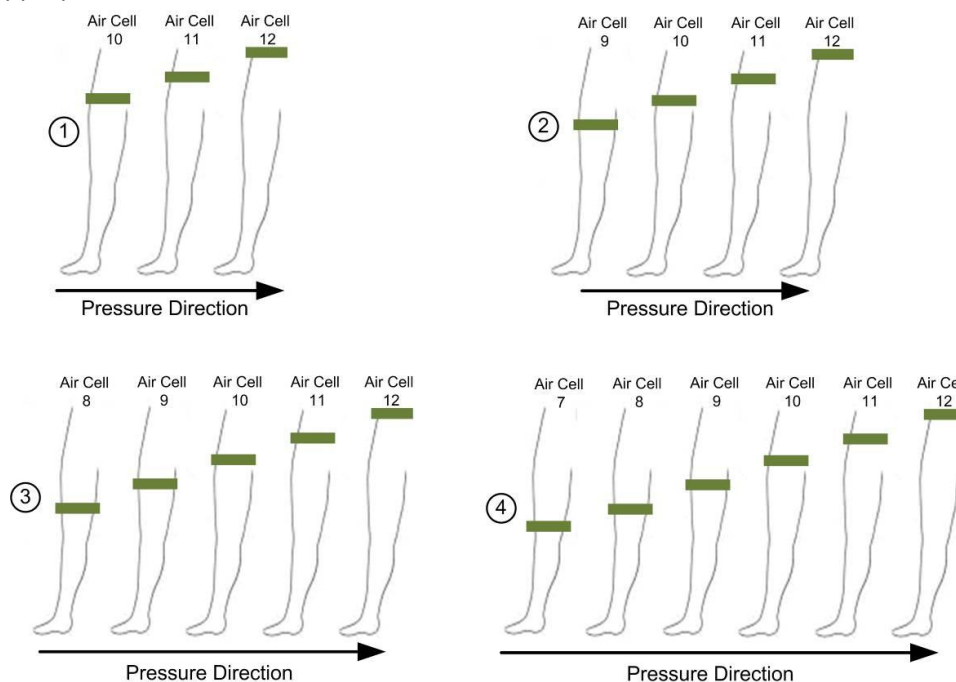 Air Cell 10
Air Cell 11
Air Cell 12
1
Pressure Direction
Air Cell 9
Air Cell 10
Air Cell 11
Air Cell 12
2
Pressure Direction
Air Cell 8
Air Cell 9
Air Cell 10
Air Cell 11
Air Cell 12
3
Pressure Direction
Air Cell 7
Air Cell 8
Air Cell 9
Air Cell 10
Air Cell 11
Air 12
4
Pressure Direction